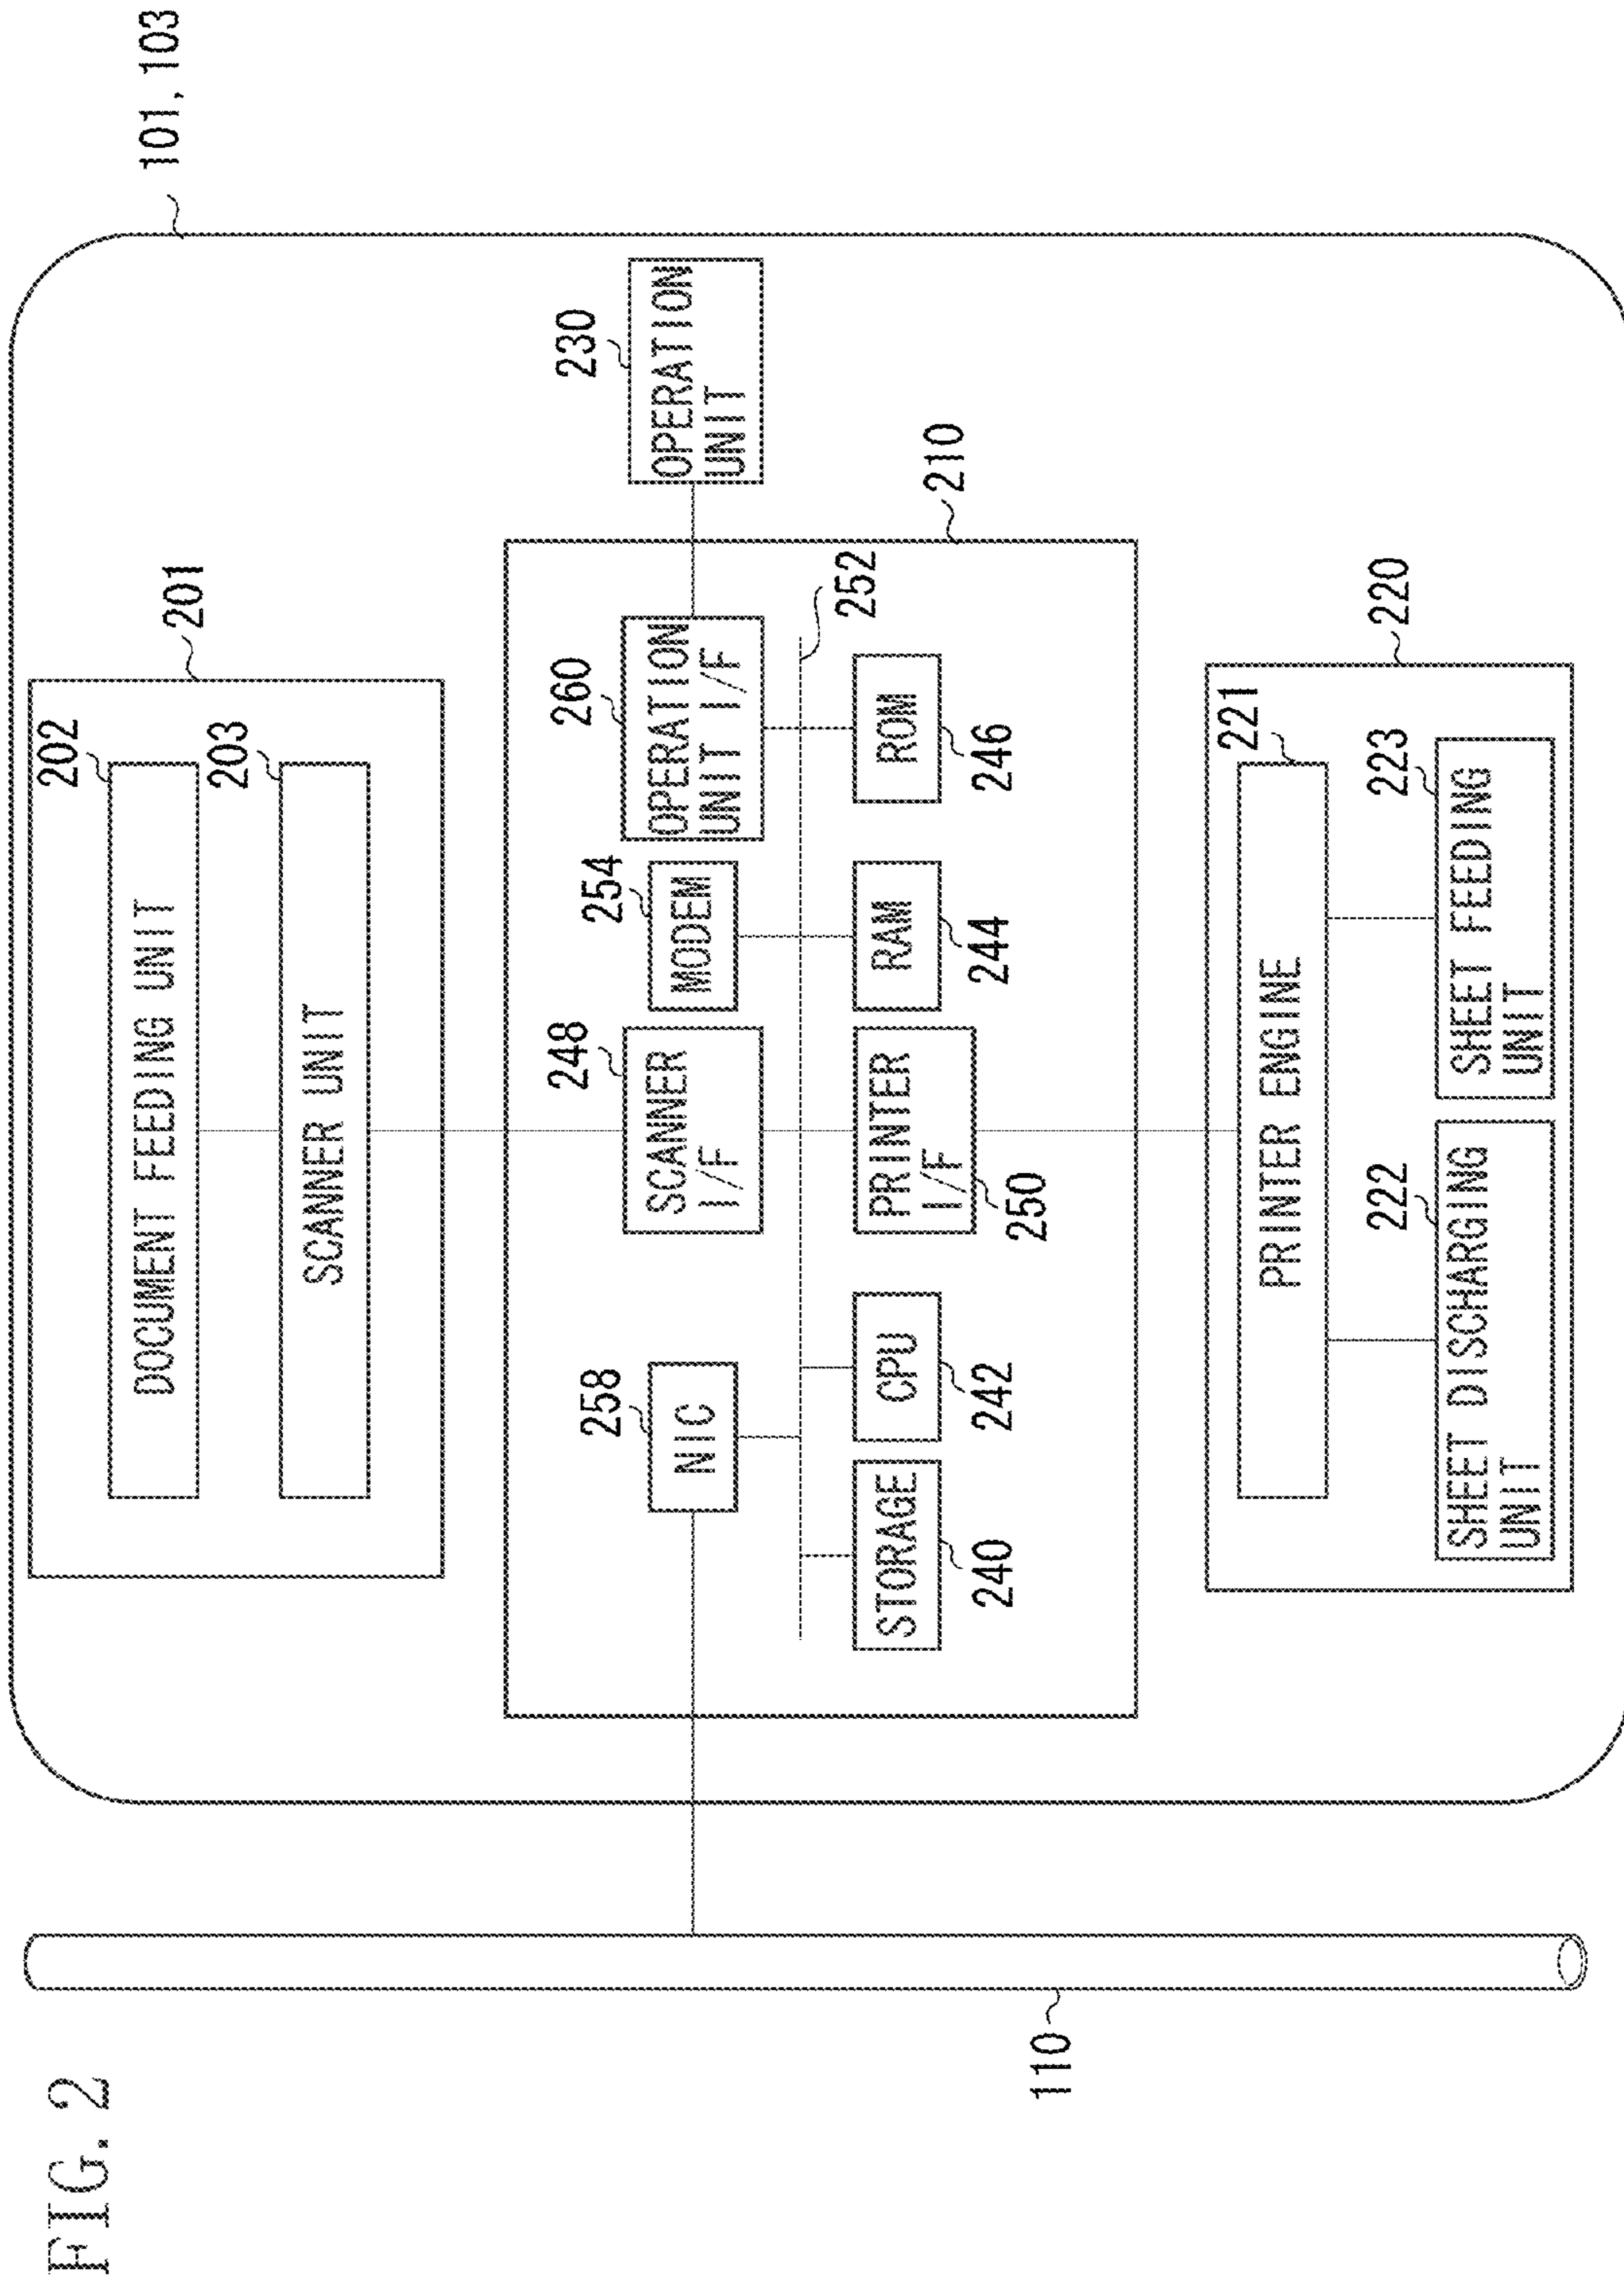 FIG. 2
101, 103
201
202
DOCUMENT FEEDING UNIT
203
SCANNER UNIT
230
OPERATION
UNIT
258
NIC
248
SCANNER
I/F
254
MODEM
260
OPERATION
UNIT I/F
210
252
STORAGE
240
CPU
242
PRINTER
I/F
250
RAM
244
ROM
246
110
220
221
PRINTER ENGINE
222
SHEET DISCHARGING
UNIT
223
SHEET FEEDING
UNIT